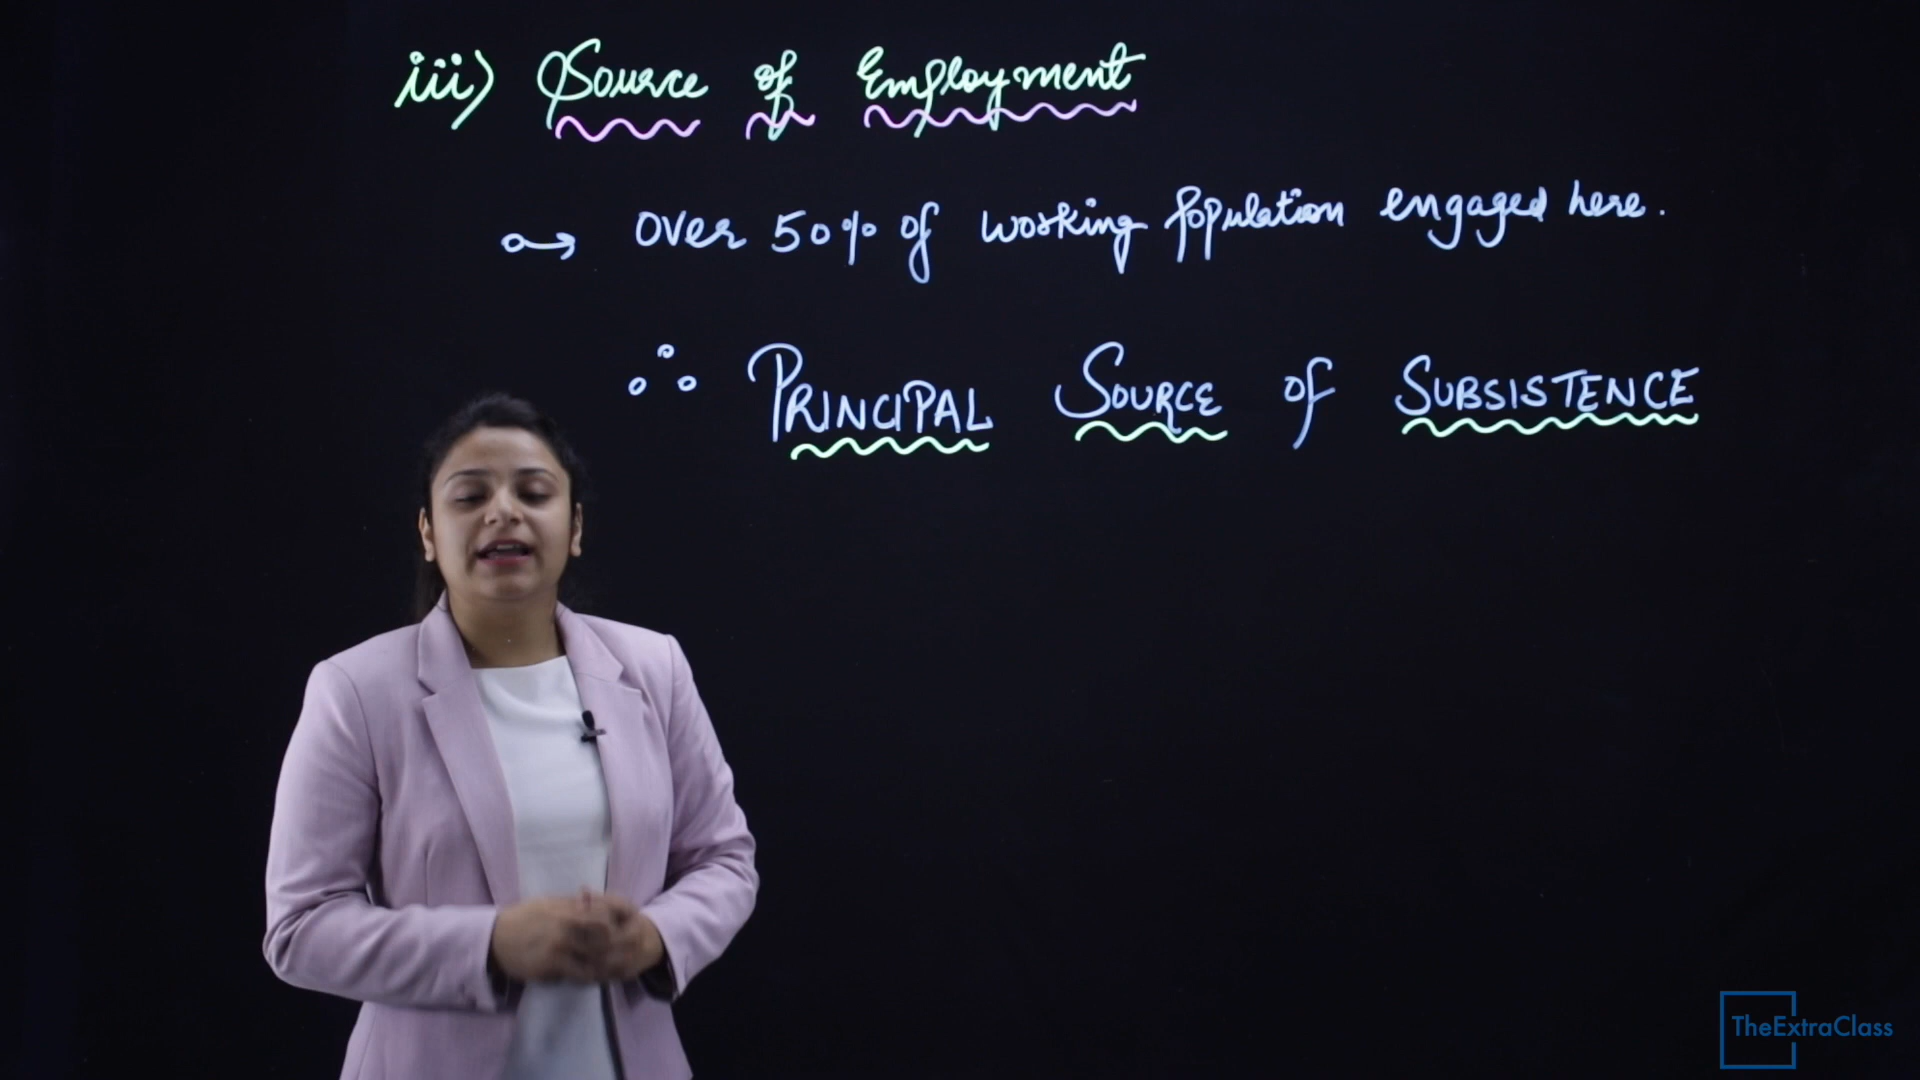 iii) Source of Employment
→ Over 50% of working population engaged here.
∴ PRINCIPAL SOURCE of SUBSISTENCE
TheExtraClass